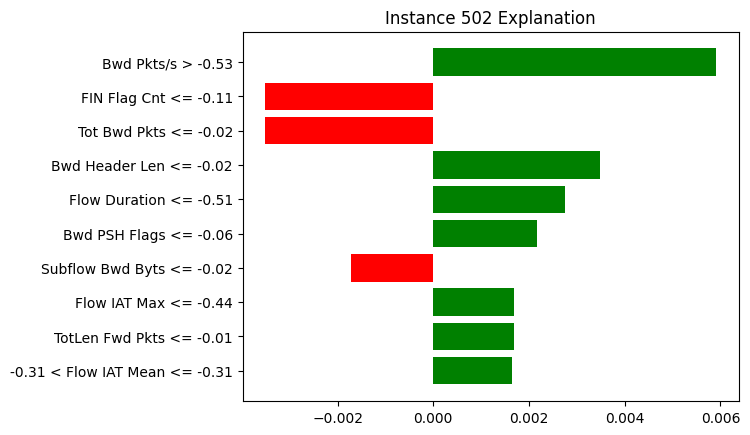 Instance 502 Explanation
Bwd Pkts/s > -0.53
FIN Flag Cnt <= -0.11
Tot Bwd Pkts <= -0.02
Bwd Header Len <= -0.02
Flow Duration <= -0.51
Bwd PSH Flags <= -0.06
Subflow Bwd Byts <= -0.02
Flow IAT Max <= -0.44
TotLen Fwd Pkts <= -0.01
-0.31 < Flow IAT Mean <= -0.31
−0.002 0.000 0.002 0.004 0.006